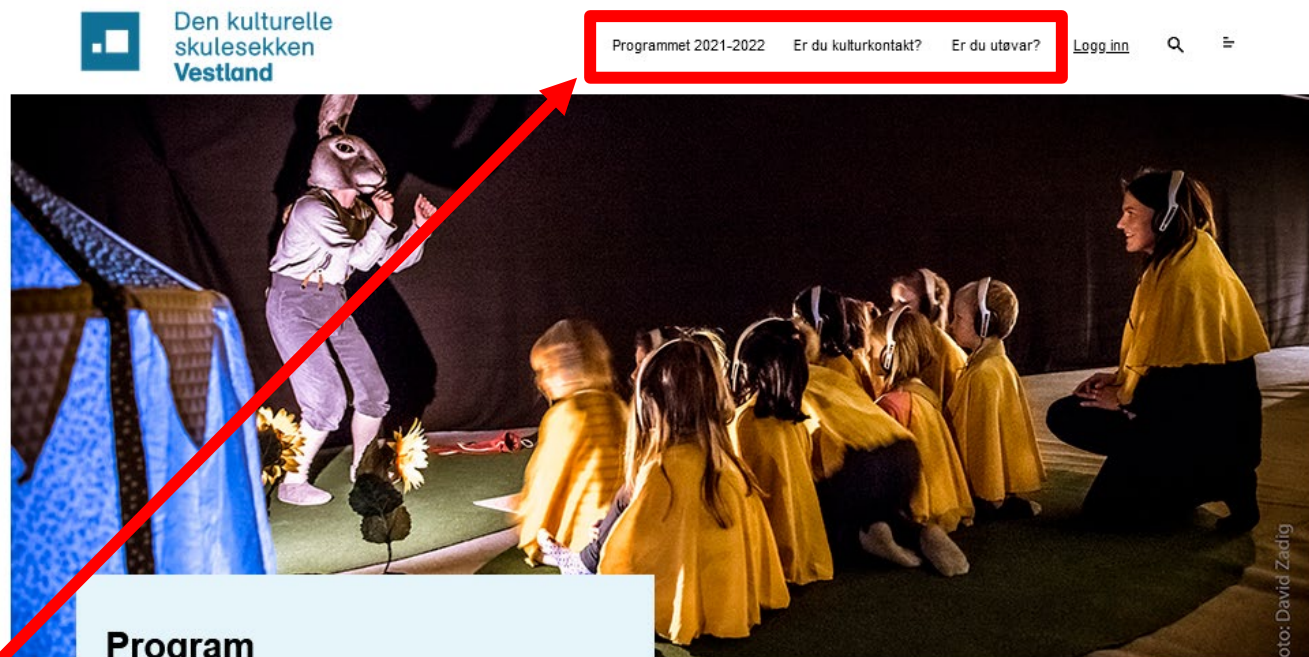 Den kulturelle
skulesekken
Vestland
Programmet 2021-2022 Er du kulturkontakt? Er du utøvar? Logg inn
Program
oto: David Zadig